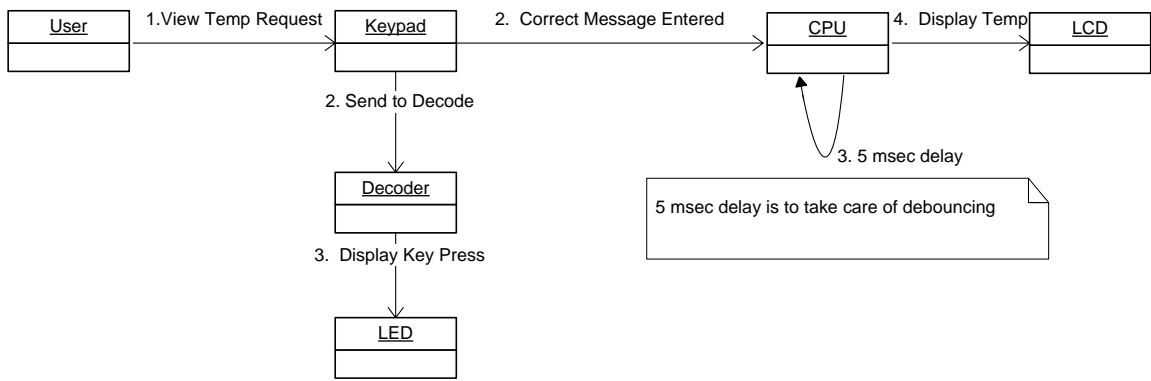 User
1.View Temp Request
Keypad
2. Correct Message Entered
CPU
4. Display Temp
LCD
2. Send to Decode
3. 5 msec delay
Decoder
5 msec delay is to take care of debouncing
3. Display Key Press
LED